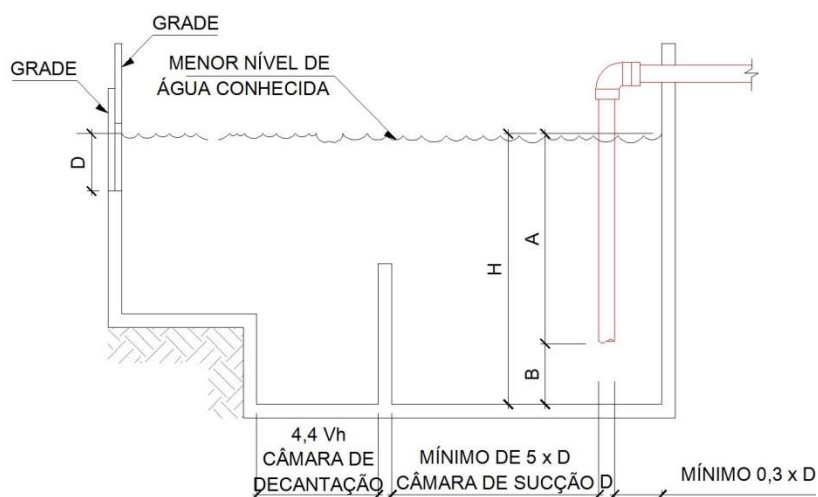 GRADE
GRADE
MENOR NÍVEL DE
ÁGUA CONHECIDA
D
H
A
B
4,4 Vh
CÂMARA DE
DECANTAÇÃO
MÍNIMO DE 5 x D
CÂMARA DE SUCÇÃO
D
MÍNIMO 0,3 x D